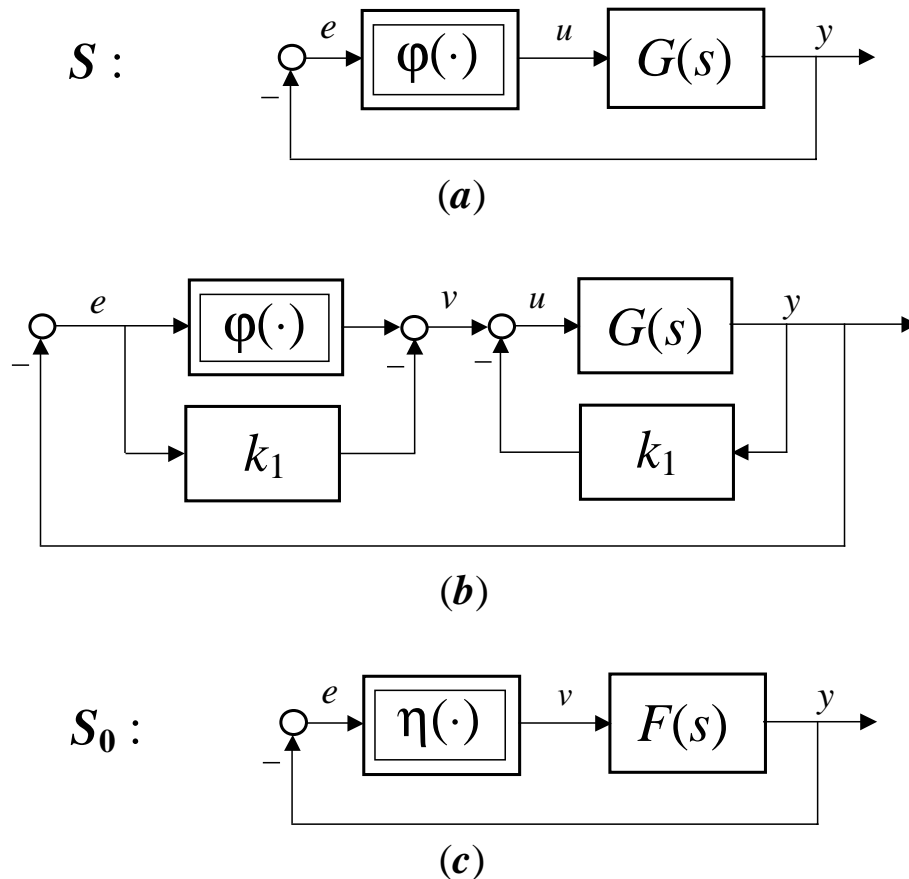 e u y
S : φ(·) G(s)
–
(a)
e v u y
φ(·) G(s)
– – –
k₁ k₁
(b)
e v y
S₀ : η(·) F(s)
–
(c)